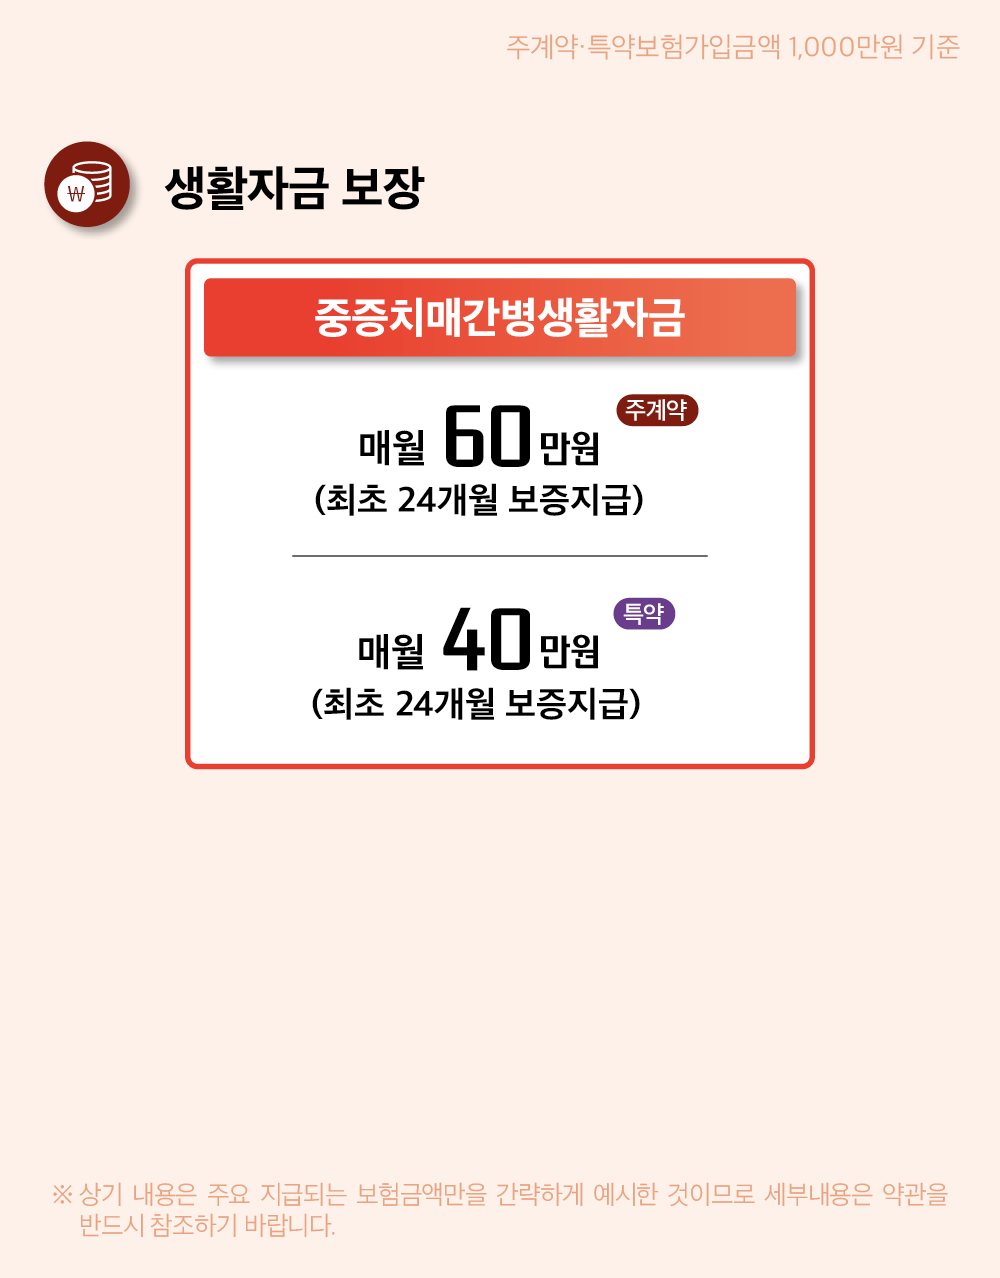 주계약·특약보험가입금액 1,000만원 기준
₩
생활자금 보장
중증치매간병생활자금
주계약
매월 60만원
(최초 24개월 보증지급)
특약
매월 40만원
(최초 24개월 보증지급)
※ 상기 내용은 주요 지급되는 보험금액만을 간략하게 예시한 것이므로 세부내용은 약관을
반드시 참조하기 바랍니다.